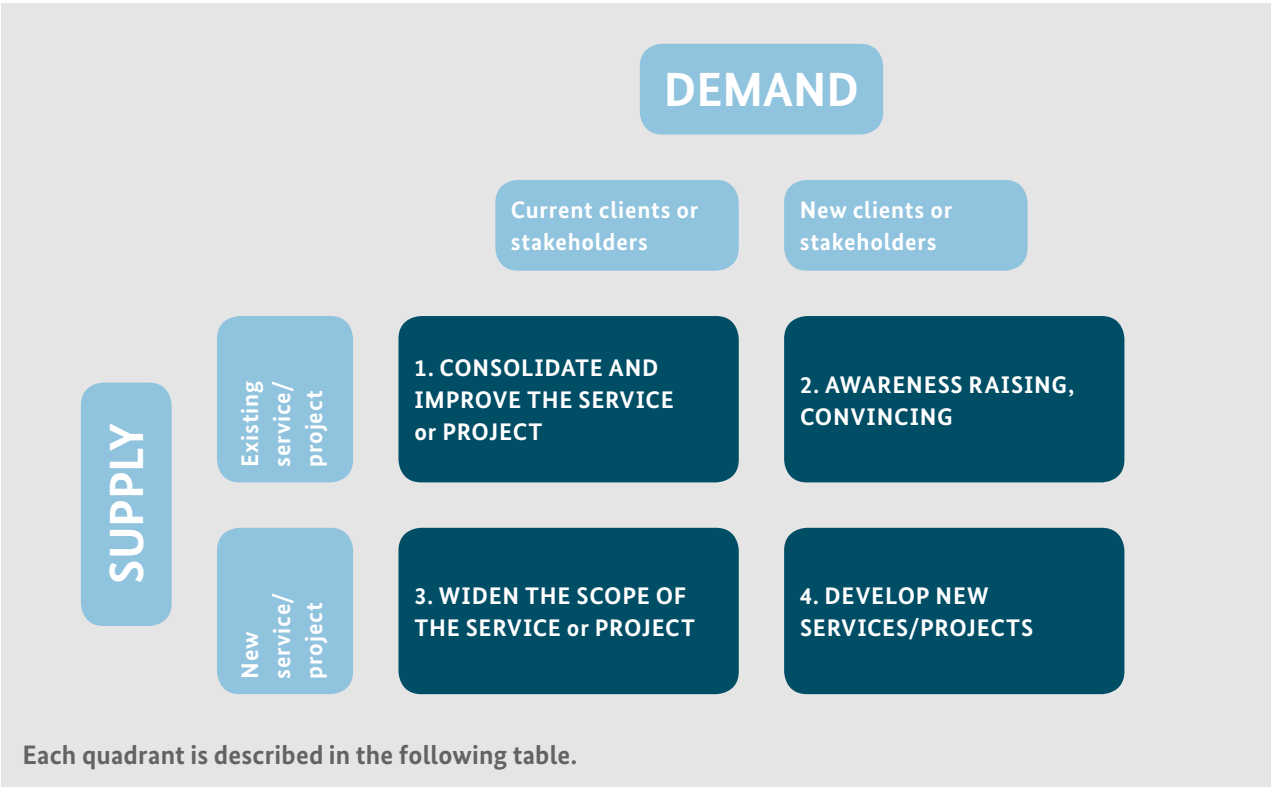 DEMAND
Current clients or
stakeholders
New clients or
stakeholders
SUPPLY
Existing
service/
project
1. CONSOLIDATE AND
IMPROVE THE SERVICE
or PROJECT
2. AWARENESS RAISING,
CONVINCING
New
service/
project
3. WIDEN THE SCOPE OF
THE SERVICE or PROJECT
4. DEVELOP NEW
SERVICES/PROJECTS
Each quadrant is described in the following table.